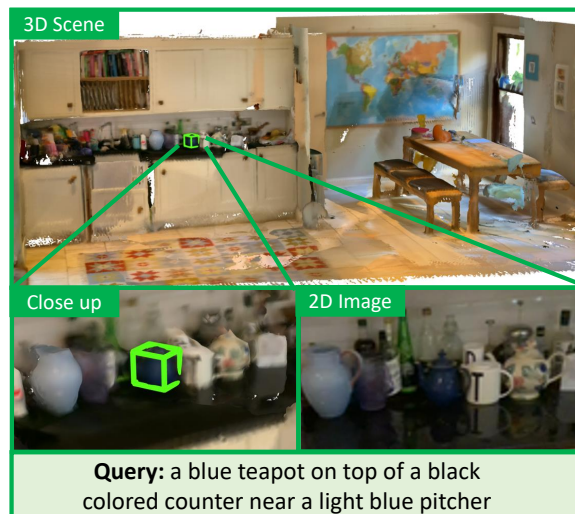 3D Scene
Close up
2D Image
T
Query: a blue teapot on top of a black
colored counter near a light blue pitcher